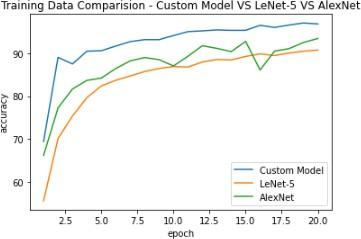 Training Data Comparision - Custom Model VS LeNet-5 VS AlexNet
accuracy
90
80
70
60
2.5 5.0 7.5 10.0 12.5 15.0 17.5 20.0
epoch
Custom Model
LeNet-5
AlexNet